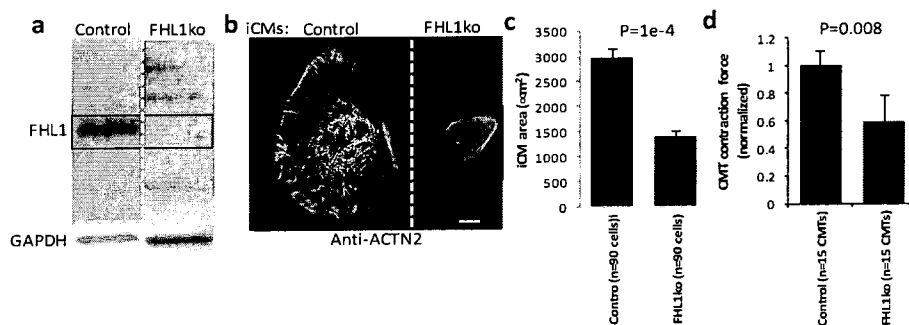 a
Control FHL1ko
FHL1
GAPDH
b iCMs: Control FHL1ko
Anti-ACTN2
c
P=1e-4
iCM area (∝m²)
3500
3000
2500
2000
1500
1000
500
0
Contro (n=90 cells)l
FHL1ko (n=90 cells)
d
P=0.008
CMT contraction force
(normalized)
1.2
1
0.8
0.6
0.4
0.2
0
Control (n=15 CMTs)
FHL1ko (n=15 CMTs)